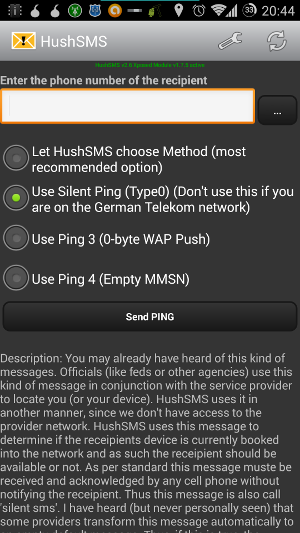 33 20:44
HushSMS
HushSMS v2.8 Xposed Module v1.7.5 active
Enter the phone number of the recipient
...
Let HushSMS choose Method (most
recommended option)
Use Silent Ping (Type0) (Don't use this if you
are on the German Telekom network)
Use Ping 3 (0-byte WAP Push)
Use Ping 4 (Empty MMSN)
Send PING
Description: You may already have heard of this kind of
messages. Officials (like feds or other agencies) use this
kind of message in conjunction with the service provider
to locate you (or your device). HushSMS uses it in
another manner, since we don't have access to the
provider network. HushSMS uses this message to
determine if the receipients device is currently booked
into the network and as such the receipient should be
available or not. As per standard this message muste be
received and acknowledged by any cell phone without
notifying the receipient. Thus this message is also call
'silent sms'. I have heard (but never personally seen) that
some providers transform this message automatically to